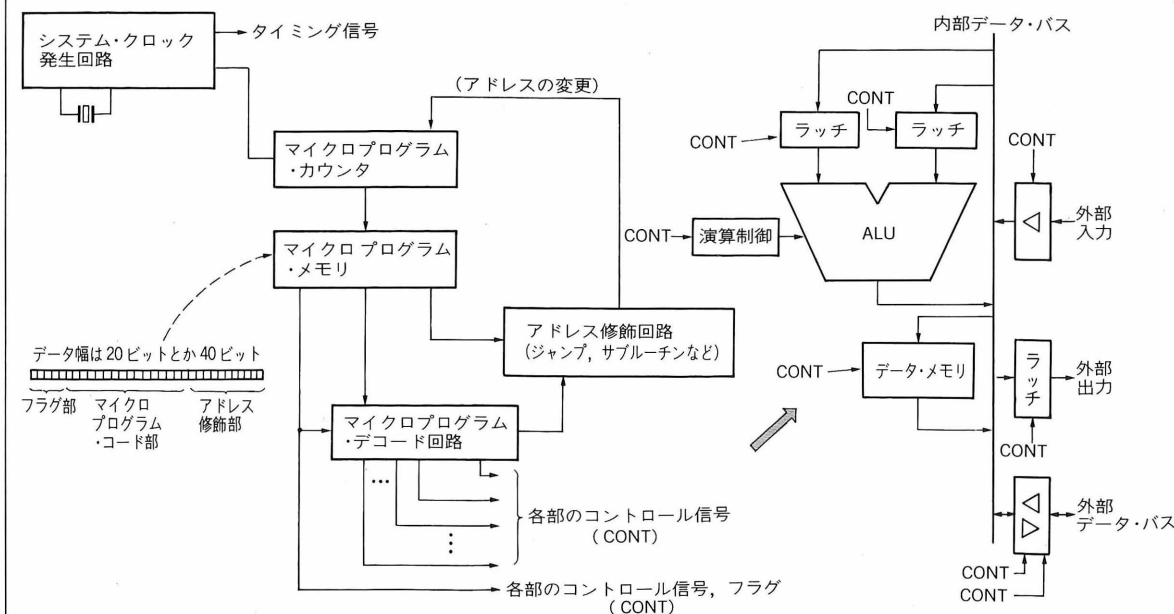 システム・クロック
発生回路
タイミング信号
(アドレスの変更)
マイクロプログラム
・カウンタ
マイクロ プログラム
・メモリ
データ幅は20ビットとか40ビット
フラグ部
マイクロ
プログラム
・コード部
アドレス
修飾部
アドレス修飾回路
(ジャンプ,サブルーチンなど)
マイクロプログラム
・デコード回路
各部のコントロール信号
(CONT)
各部のコントロール信号,フラグ
(CONT)
内部データ・バス
CONT
ラッチ
CONT
ラッチ
CONT
外部
入力
CONT
演算制御
ALU
CONT
データ・メモリ
ラッチ
外部
出力
CONT
外部
データ・バス
CONT
CONT